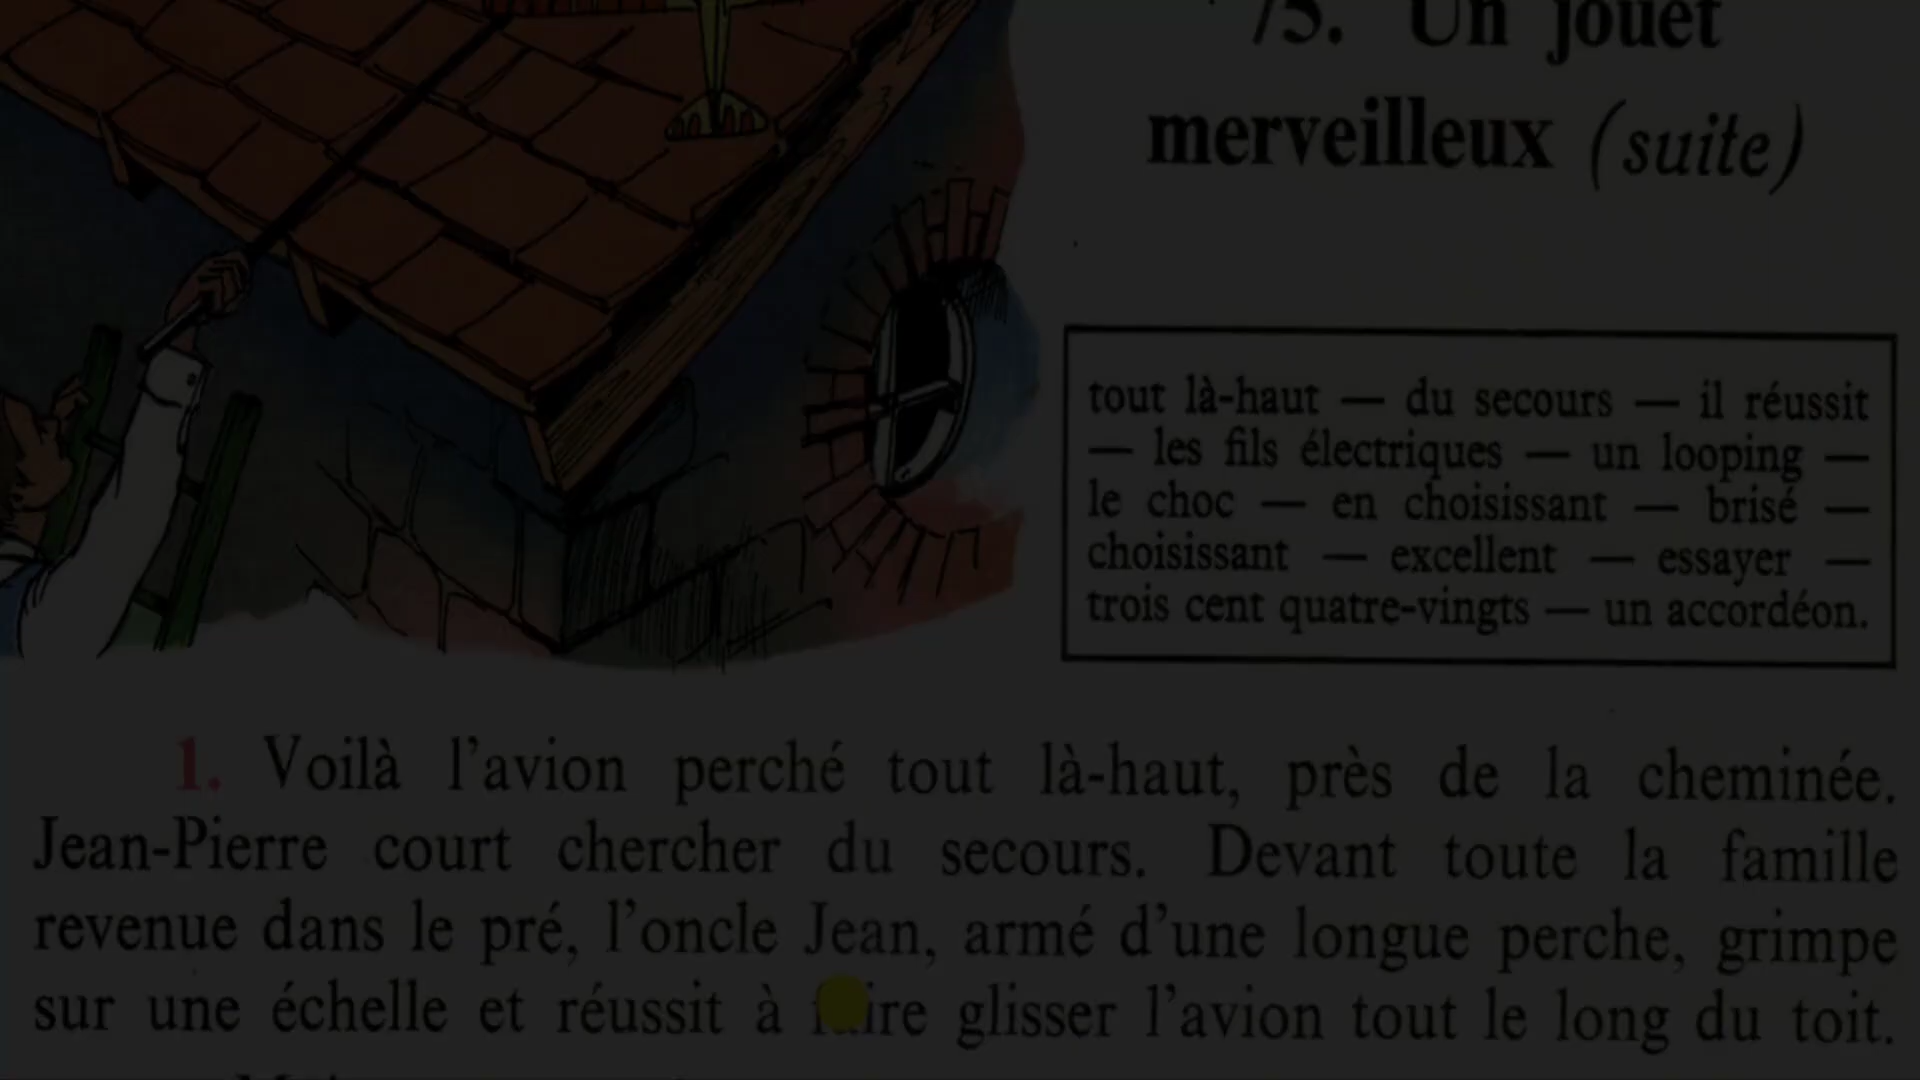 75. Un jouet
merveilleux (suite)
tout là-haut — du secours — il réussit
— les fils électriques — un looping —
le choc — en choisissant — brisé —
choisissant — excellent — essayer —
trois cent quatre-vingts — un accordéon.
1. Voilà l'avion perché tout là-haut, près de la cheminée.
Jean-Pierre court chercher du secours. Devant toute la famille
revenue dans le pré, l'oncle Jean, armé d'une longue perche, grimpe
sur une échelle et réussit à faire glisser l'avion tout le long du toit.